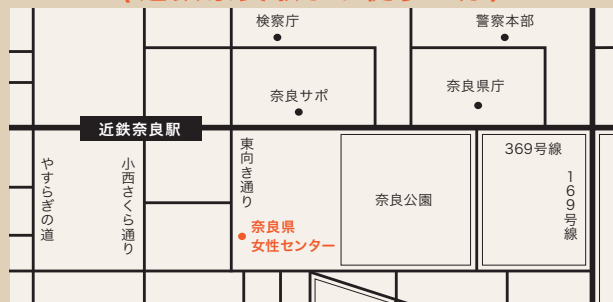 検察庁
警察本部
奈良サポ
奈良県庁
近鉄奈良駅
やすらぎの道
小西さくら通り
東向き通り
奈良公園
369号線
169号線
奈良県
女性センター